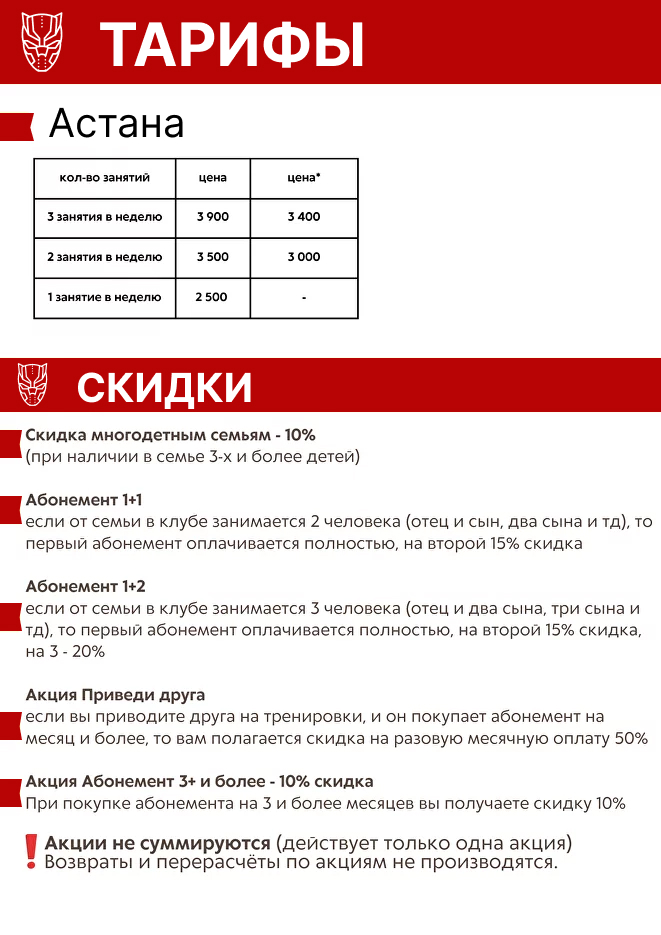 ТАРИФЫ
Астана
кол-во занятий цена цена*
3 занятия в неделю 3 900 3 400
2 занятия в неделю 3 500 3 000
1 занятие в неделю 2 500 -
СКИДКИ
Скидка многодетным семьям - 10%
(при наличии в семье 3-х и более детей)
Абонемент 1+1
если от семьи в клубе занимается 2 человека (отец и сын, два сына и тд), то
первый абонемент оплачивается полностью, на второй 15% скидка
Абонемент 1+2
если от семьи в клубе занимается 3 человека (отец и два сына, три сына и
тд), то первый абонемент оплачивается полностью, на второй 15% скидка,
на 3 - 20%
Акция Приведи друга
если вы приводите друга на тренировки, и он покупает абонемент на
месяц и более, то вам полагается скидка на разовую месячную оплату 50%
Акция Абонемент 3+ и более - 10% скидка
При покупке абонемента на 3 и более месяцев вы получаете скидку 10%
❗Акции не суммируются (действует только одна акция)
Возвраты и перерасчёты по акциям не производятся.